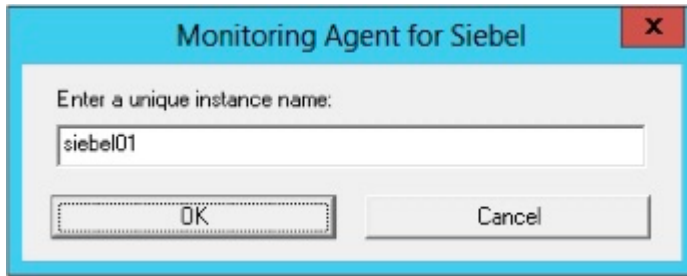 Monitoring Agent for Siebel
x
Enter a unique instance name:
siebel01
OK
Cancel